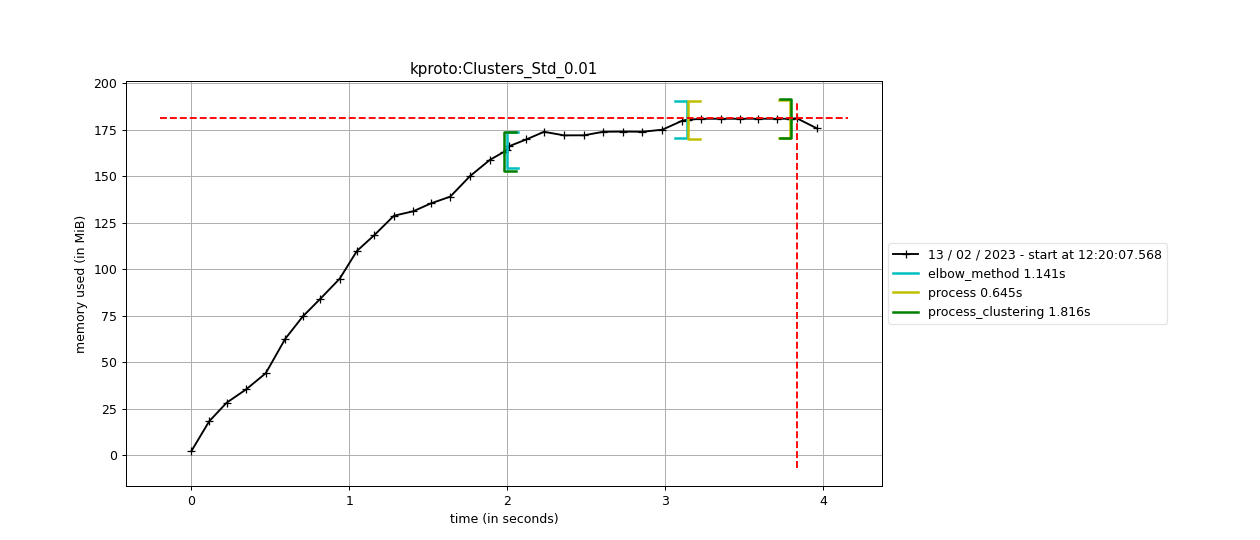 kproto:Clusters_Std_0.01
200
175
150
125
100
75
50
25
0
memory used (in MiB)
0 1 2 3 4
time (in seconds)
13 / 02 / 2023 - start at 12:20:07.568
elbow_method 1.141s
process 0.645s
process_clustering 1.816s